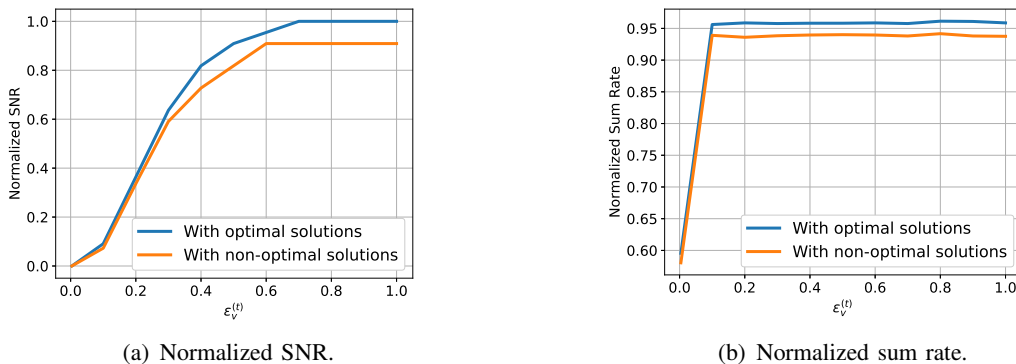 1.0
0.8
0.6
0.4
0.2
0.0
Normalized SNR
With optimal solutions
With non-optimal solutions
0.0 0.2 0.4 0.6 0.8 1.0
ε_v^(t)
(a) Normalized SNR.
0.95
0.90
0.85
0.80
0.75
0.70
0.65
0.60
Normalized Sum Rate
With optimal solutions
With non-optimal solutions
0.0 0.2 0.4 0.6 0.8 1.0
ε_v^(t)
(b) Normalized sum rate.